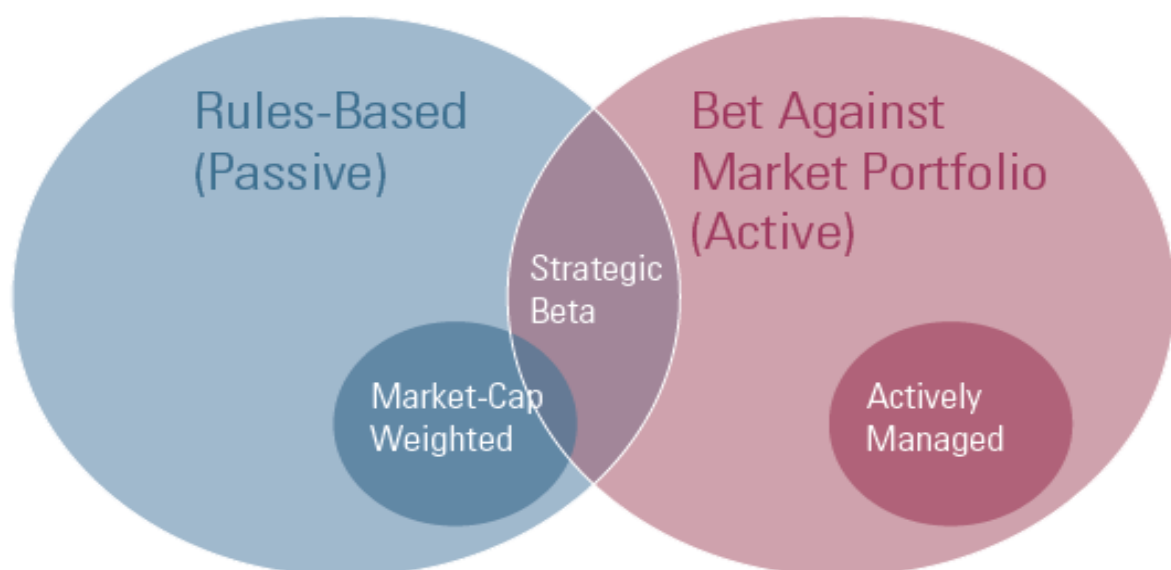 Rules-Based
(Passive)
Bet Against
Market Portfolio
(Active)
Strategic
Beta
Market-Cap
Weighted
Actively
Managed